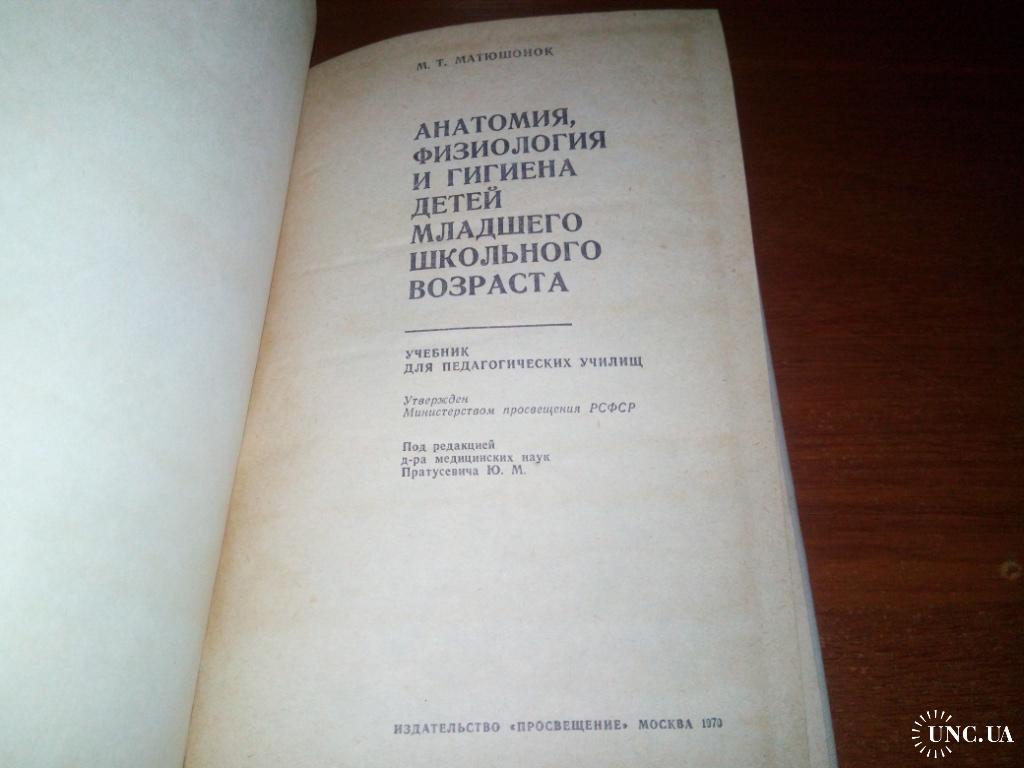 М. Т. МАТЮШОНОК
АНАТОМИЯ,
ФИЗИОЛОГИЯ
И ГИГИЕНА
ДЕТЕЙ
МЛАДШЕГО
ШКОЛЬНОГО
ВОЗРАСТА
УЧЕБНИК
ДЛЯ ПЕДАГОГИЧЕСКИХ УЧИЛИЩ
Утвержден
Министерством просвещения РСФСР
Под редакцией
д-ра медицинских наук
Пратусевича Ю. М.
ИЗДАТЕЛЬСТВО «ПРОСВЕЩЕНИЕ» МОСКВА 1970
UNC.UA